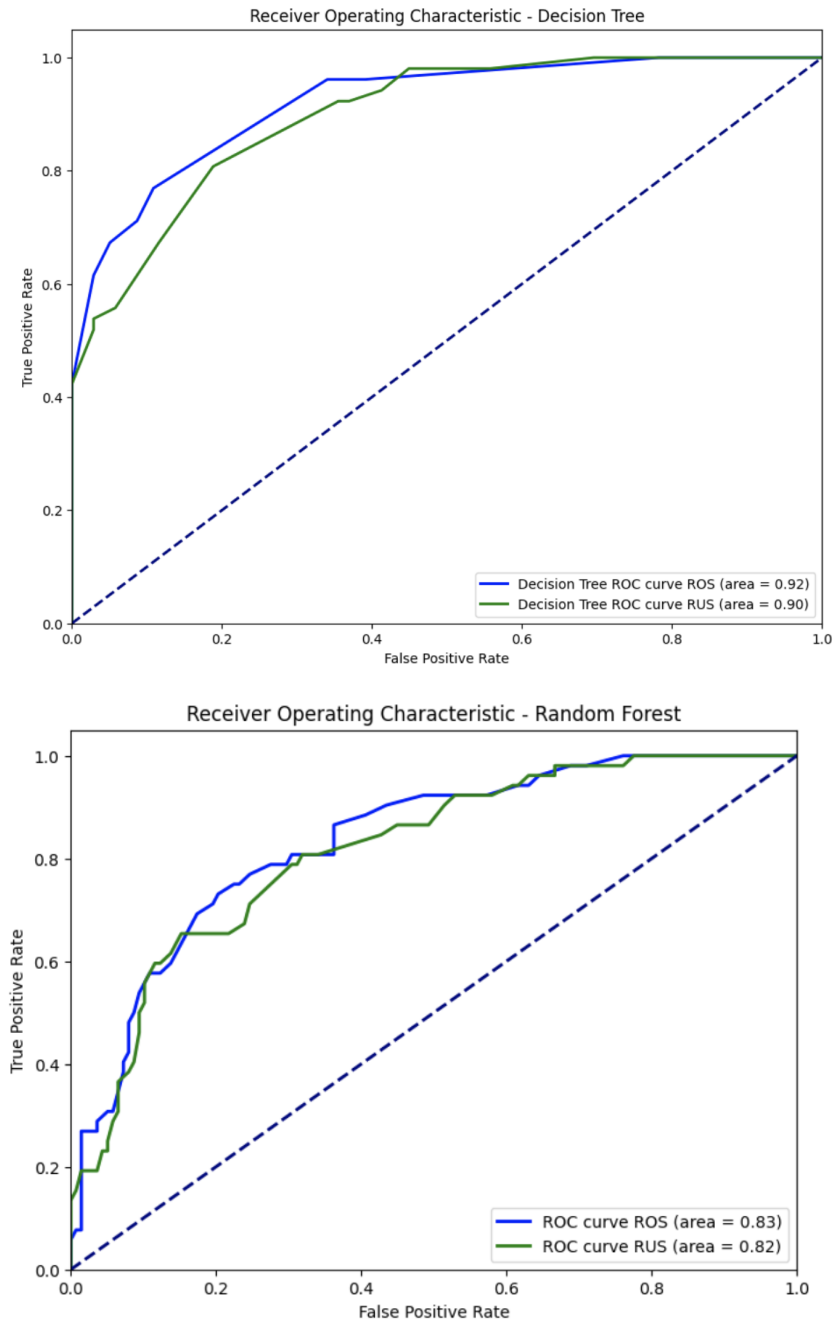 Receiver Operating Characteristic - Decision Tree
1.0
0.8
0.6
0.4
0.2
0.0
True Positive Rate
Decision Tree ROC curve ROS (area = 0.92)
Decision Tree ROC curve RUS (area = 0.90)
0.0 0.2 0.4 0.6 0.8 1.0
False Positive Rate
Receiver Operating Characteristic - Random Forest
1.0
0.8
0.6
0.4
0.2
0.0
True Positive Rate
ROC curve ROS (area = 0.83)
ROC curve RUS (area = 0.82)
0.0 0.2 0.4 0.6 0.8 1.0
False Positive Rate